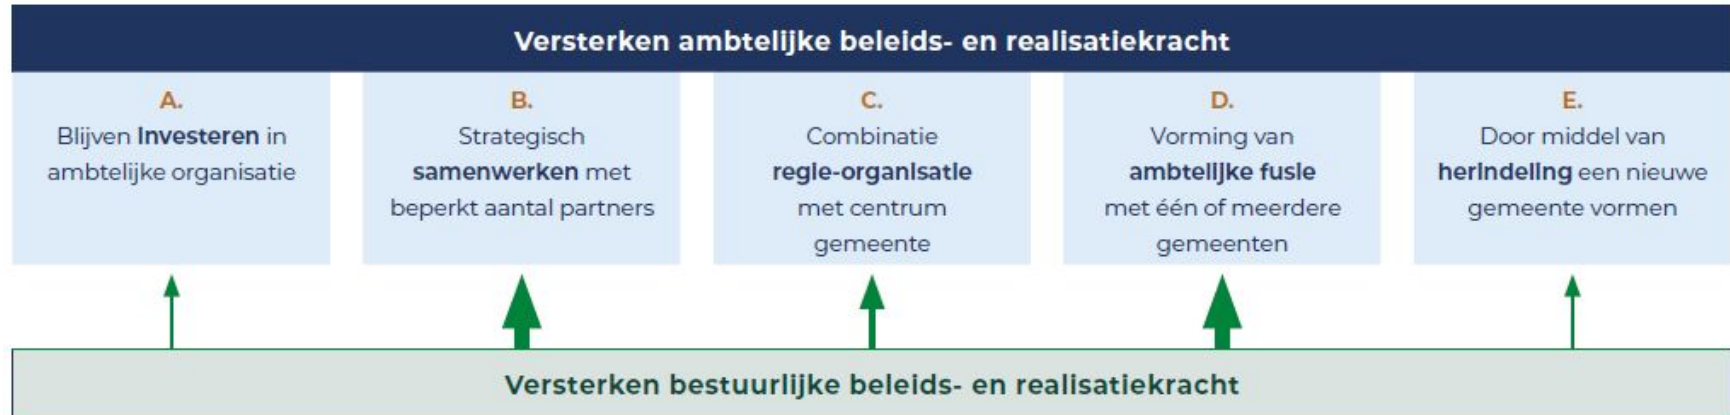 Versterken ambtelijke beleids- en realisatiekracht
A.
Blijven investeren in
ambtelijke organisatie
B.
Strategisch
samenwerken met
beperkt aantal partners
C.
Combinatie
regie-organisatie
met centrum
gemeente
D.
Vorming van
ambtelijke fusie
met één of meerdere
gemeenten
E.
Door middel van
herindeling een nieuwe
gemeente vormen
Versterken bestuurlijke beleids- en realisatiekracht